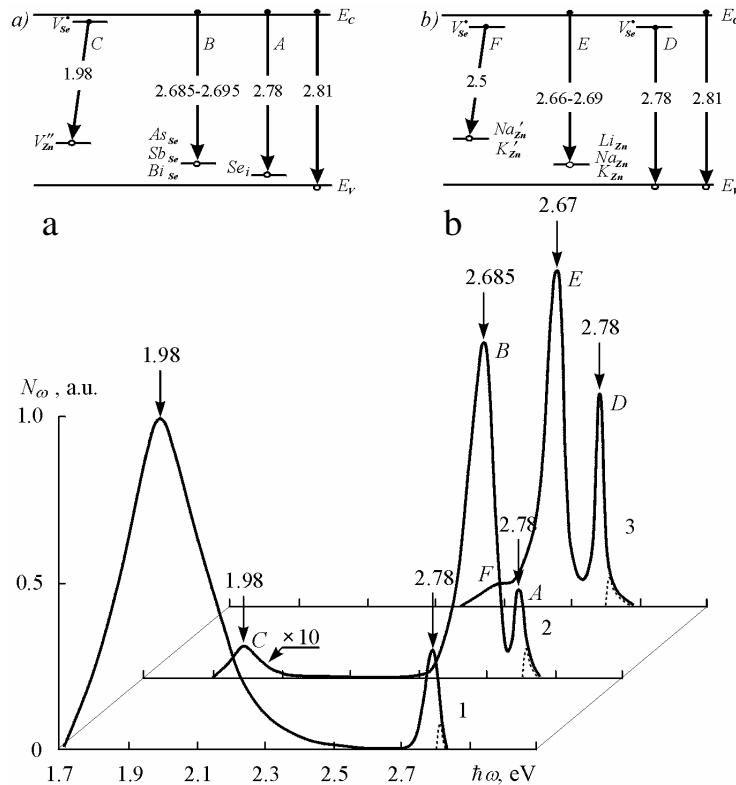 a) V•Se C B A EC b) V•Se F E V•Se D EC
1.98 2.685-2.695 2.78 2.81 2.5 2.66-2.69 2.78 2.81
V″Zn AsSe Na′Zn LiZn
SbSe Sei K′Zn NaZn
BiSe KZn
EV EV
a b 2.67
2.685 E
2.78
B
1.98 D
Nω , a.u.
1.0
2.78 3
0.5 1.98 2.78 F A
C ×10 2
1
0
1.7 1.9 2.1 2.3 2.5 2.7 ħω, eV